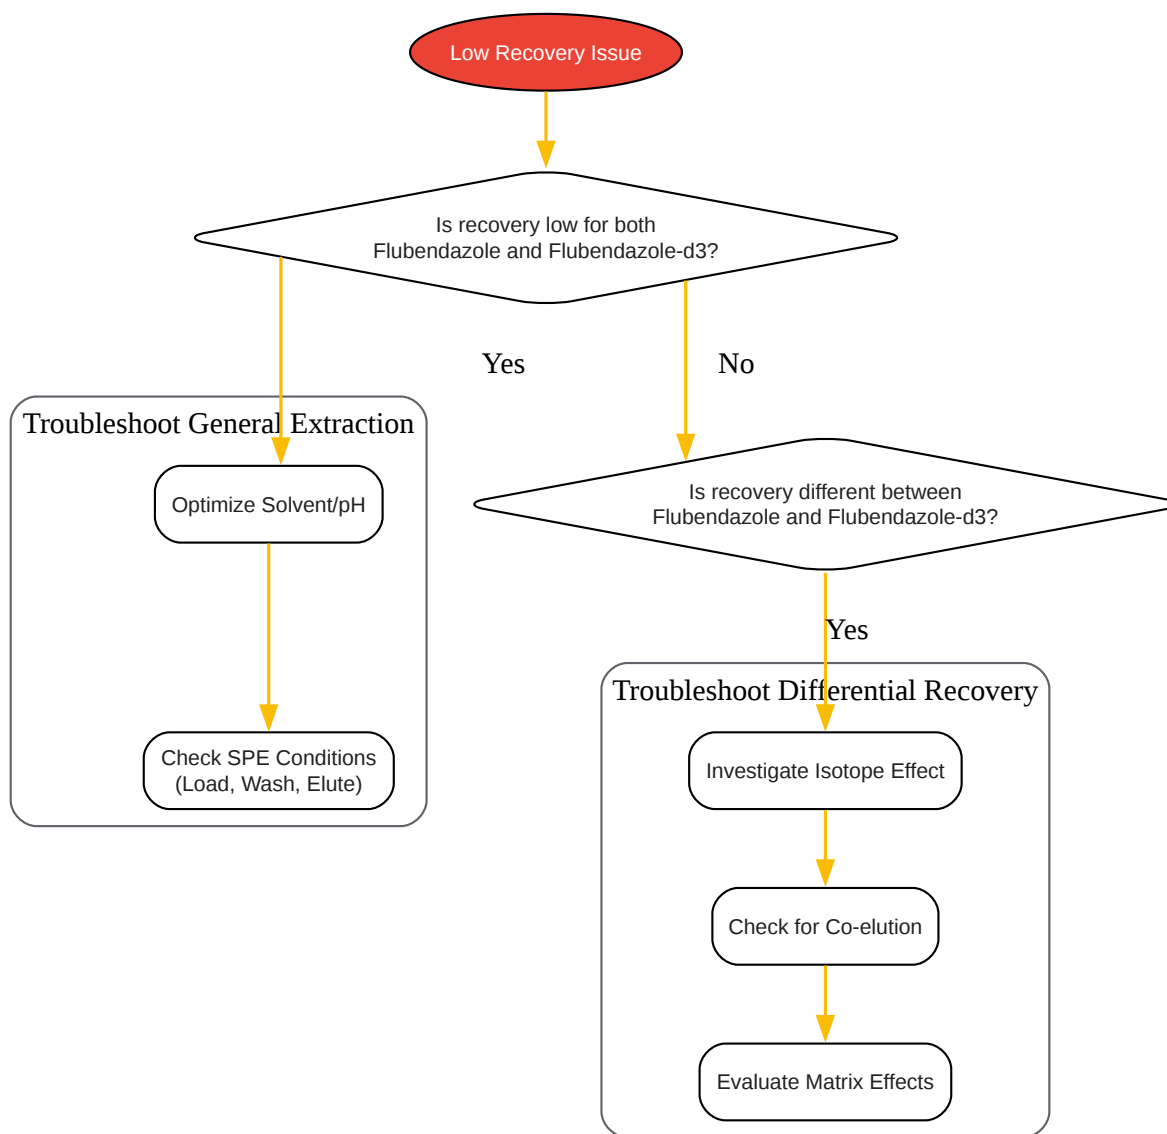 Low Recovery Issue
Is recovery low for both
Flubendazole and Flubendazole-d3?
Yes
No
Troubleshoot General Extraction
Optimize Solvent/pH
Check SPE Conditions
(Load, Wash, Elute)
Is recovery different between
Flubendazole and Flubendazole-d3?
Yes
Troubleshoot Differential Recovery
Investigate Isotope Effect
Check for Co-elution
Evaluate Matrix Effects